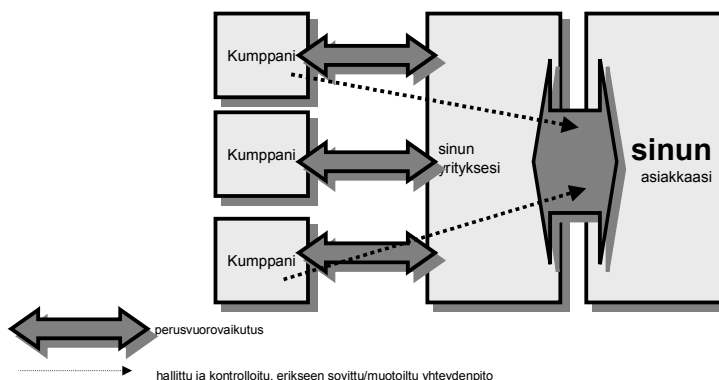 Kumppani
Kumppani
Kumppani
sinun
yrityksesi
sinun
asiakkaasi
perusvuorovaikutus
hallittu ja kontrolloitu, erikseen sovittu/muotoiltu yhteydenpito